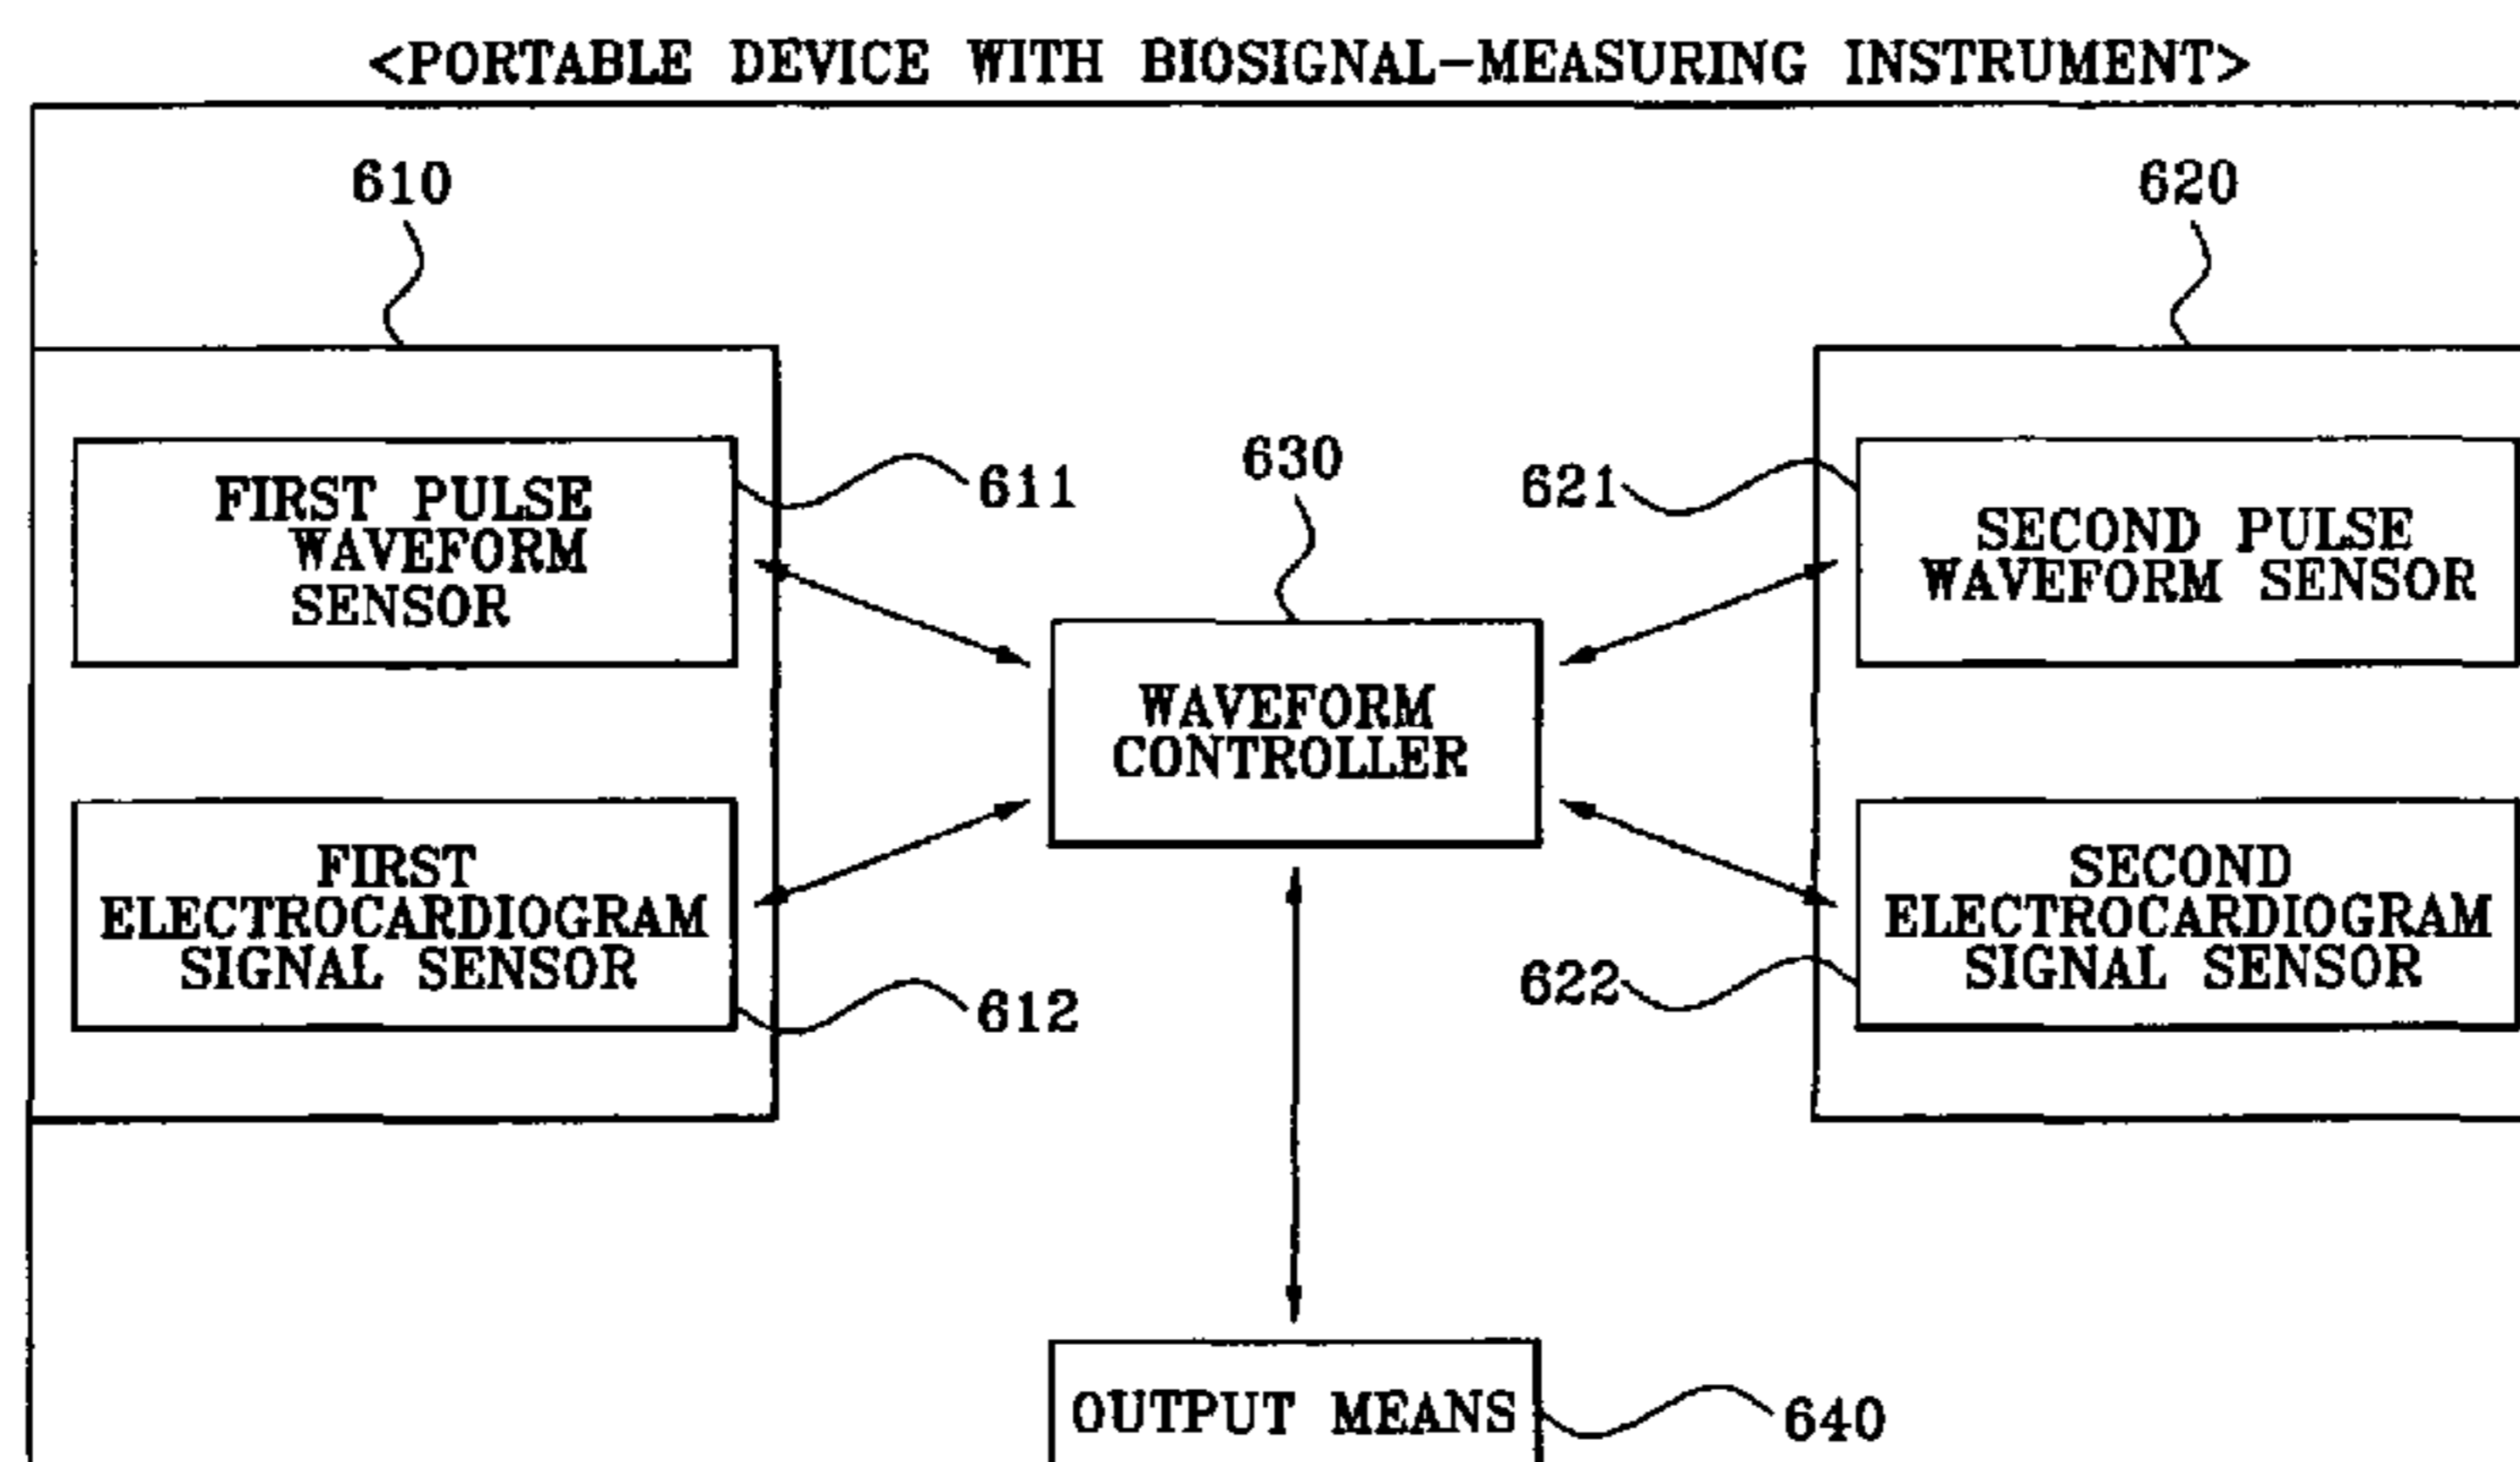 <PORTABLE DEVICE WITH BIOSIGNAL-MEASURING INSTRUMENT>
610
620
FIRST PULSE
WAVEFORM
SENSOR
611
630
621
SECOND PULSE
WAVEFORM SENSOR
WAVEFORM
CONTROLLER
FIRST
ELECTROCARDIOGRAM
SIGNAL SENSOR
612
622
SECOND
ELECTROCARDIOGRAM
SIGNAL SENSOR
OUTPUT MEANS
640